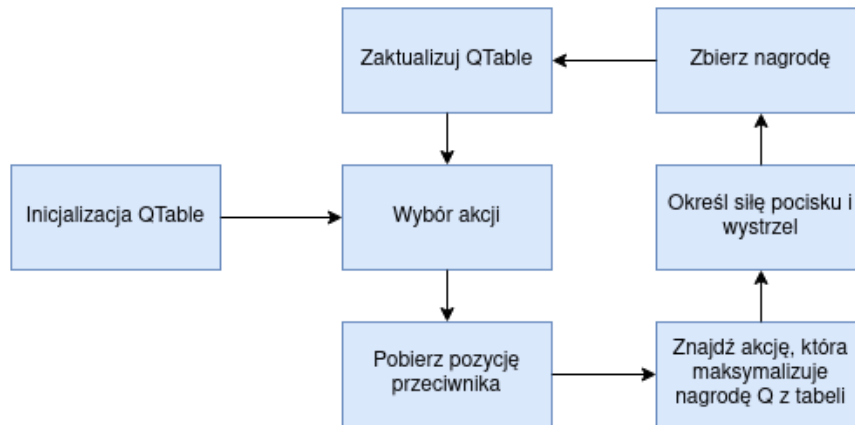 Zaktualizuj QTable
Zbierz nagrodę
Inicjalizacja QTable
Wybór akcji
Określ siłę pocisku i
wystrzel
Pobierz pozycję
przeciwnika
Znajdź akcję, która
maksymalizuje
nagrodę Q z tabeli